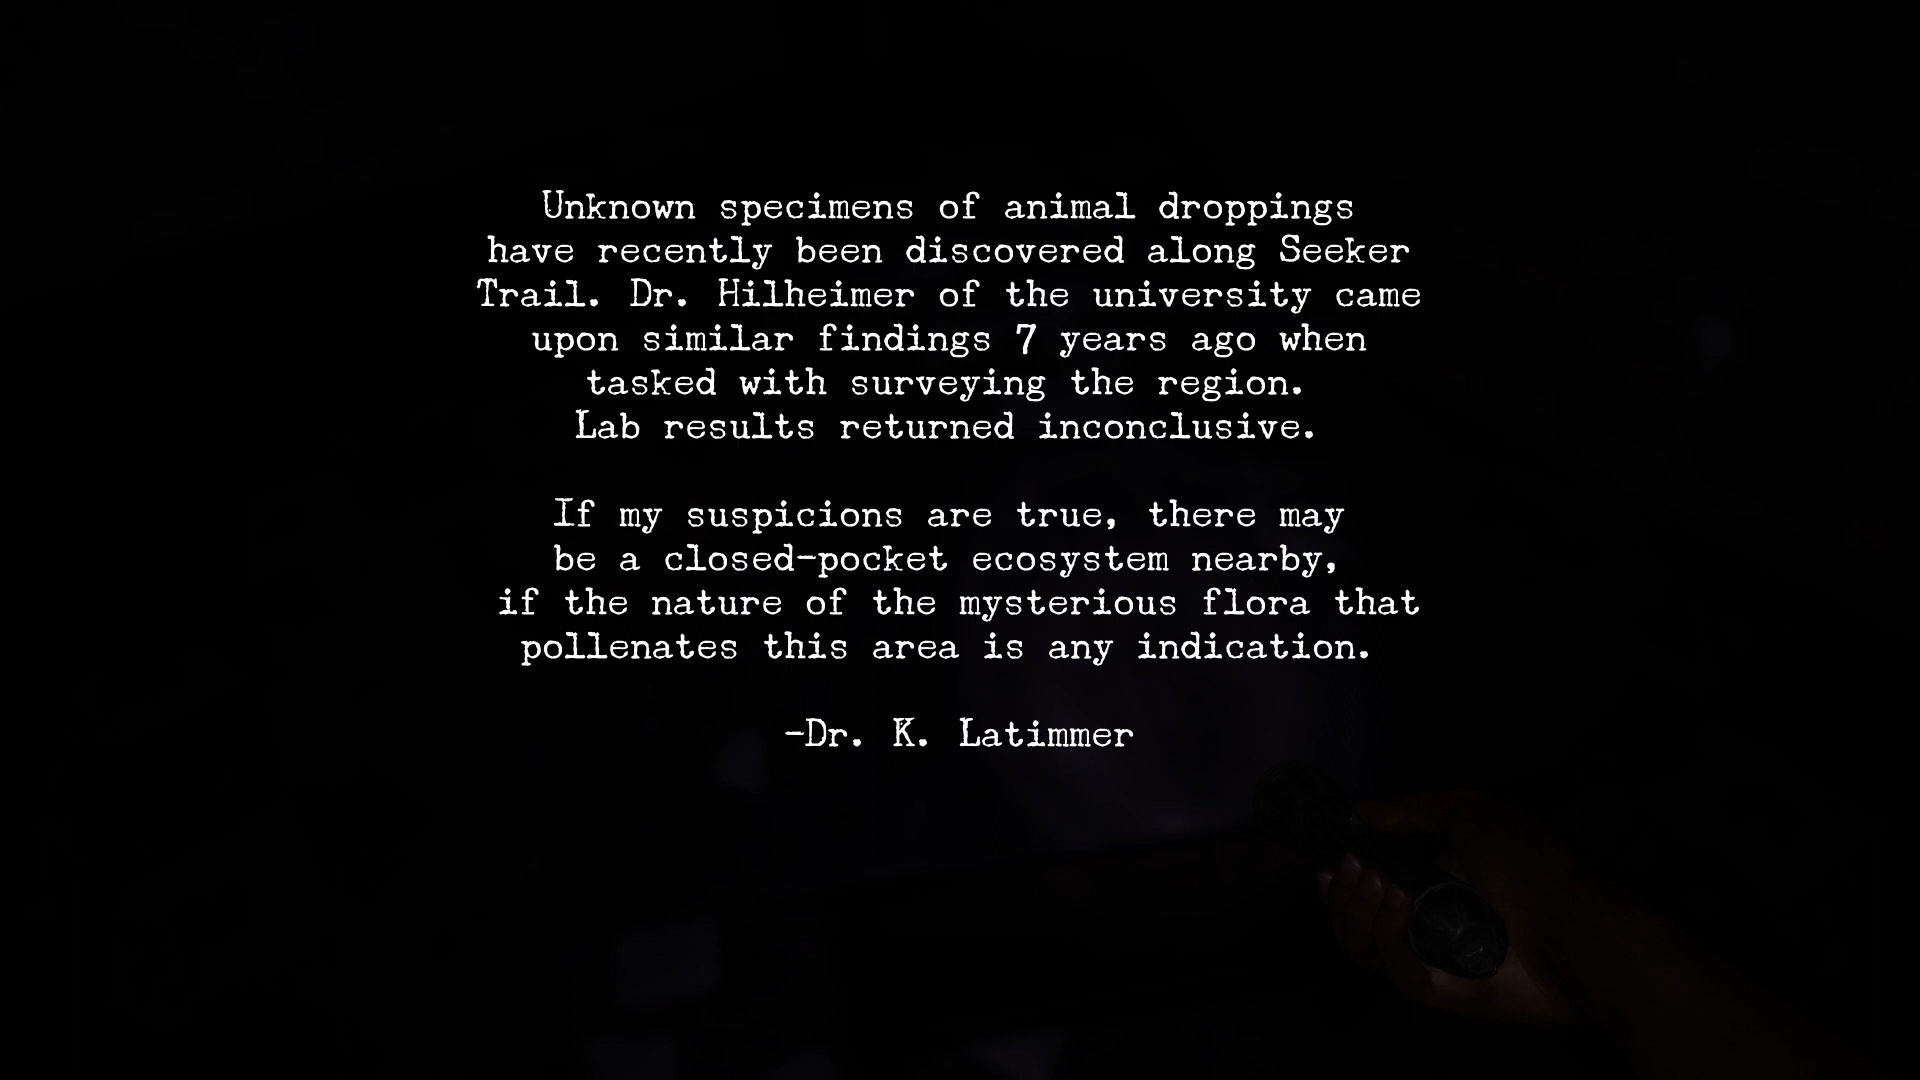 Unknown specimens of animal droppings
have recently been discovered along Seeker
Trail. Dr. Hilheimer of the university came
upon similar findings 7 years ago when
tasked with surveying the region.
Lab results returned inconclusive.
If my suspicions are true, there may
be a closed-pocket ecosystem nearby,
if the nature of the mysterious flora that
pollenates this area is any indication.
-Dr. K. Latimmer